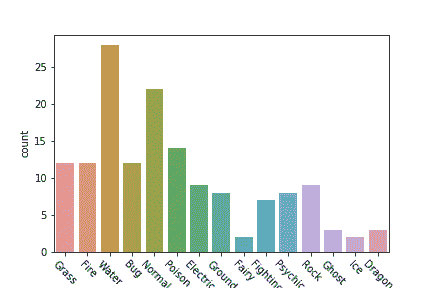 25
20
15
10
5
0
count
Grass
Fire
Water
Bug
Normal
Poison
Electric
Ground
Fairy
Fighting
Psychic
Rock
Ghost
Ice
Dragon